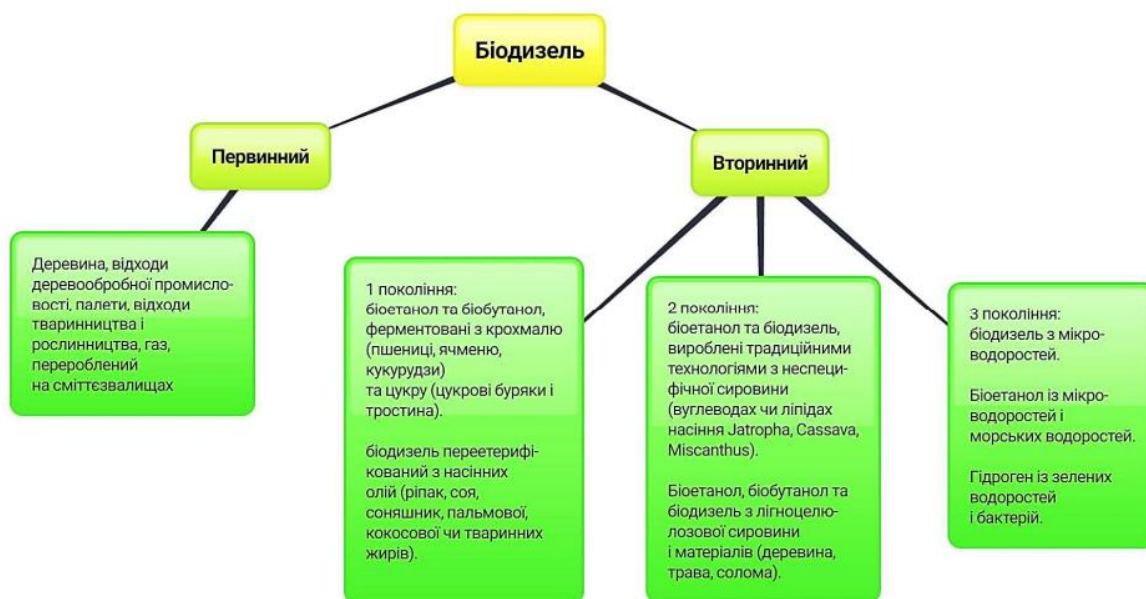 Біодизель
Первинний
Вторинний
Деревина, відходи
деревообробної промисло-
вості, палети, відходи
тваринництва і
рослинництва, газ,
перероблений
на сміттєзвалищах
1 покоління:
біоетанол та біобутанол,
ферментовані з крохмалю
(пшениці, ячменю,
кукурудзи)
та цукру (цукрові буряки і
тростина).
біодизель переетерифі-
кований з насінних
олій (ріпак, соя,
соняшник, пальмової,
кокосової чи тваринних
жирів).
2 покоління:
біоетанол та біодизель,
вироблені традиційними
технологіями з неспеци-
фічної сировини
(вуглеводах чи ліпідах
насіння Jatropha, Cassava,
Miscanthus).
Біоетанол, біобутанол та
біодизель з лігноцелю-
лозової сировини
і матеріалів (деревина,
трава, солома).
3 покоління:
біодизель з мікро-
водоростей.
Біоетанол із мікро-
водоростей і
морських водоростей.
Гідроген із зелених
водоростей
і бактерій.